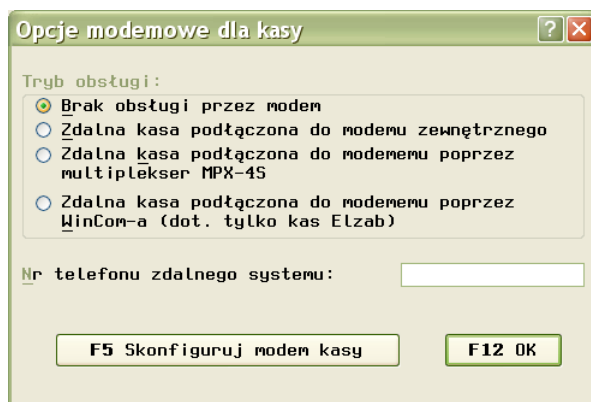 Opcje modemowe dla kasy
Tryb obsługi:
Brak obsługi przez modem
Zdalna kasa podłączona do modemu zewnętrznego
Zdalna kasa podłączona do modememu poprzez
multiplekser MPX-4S
Zdalna kasa podłączona do modememu poprzez
WinCom-a (dot. tylko kas Elzab)
Nr telefonu zdalnego systemu:
F5 Skonfiguruj modem kasy F12 OK